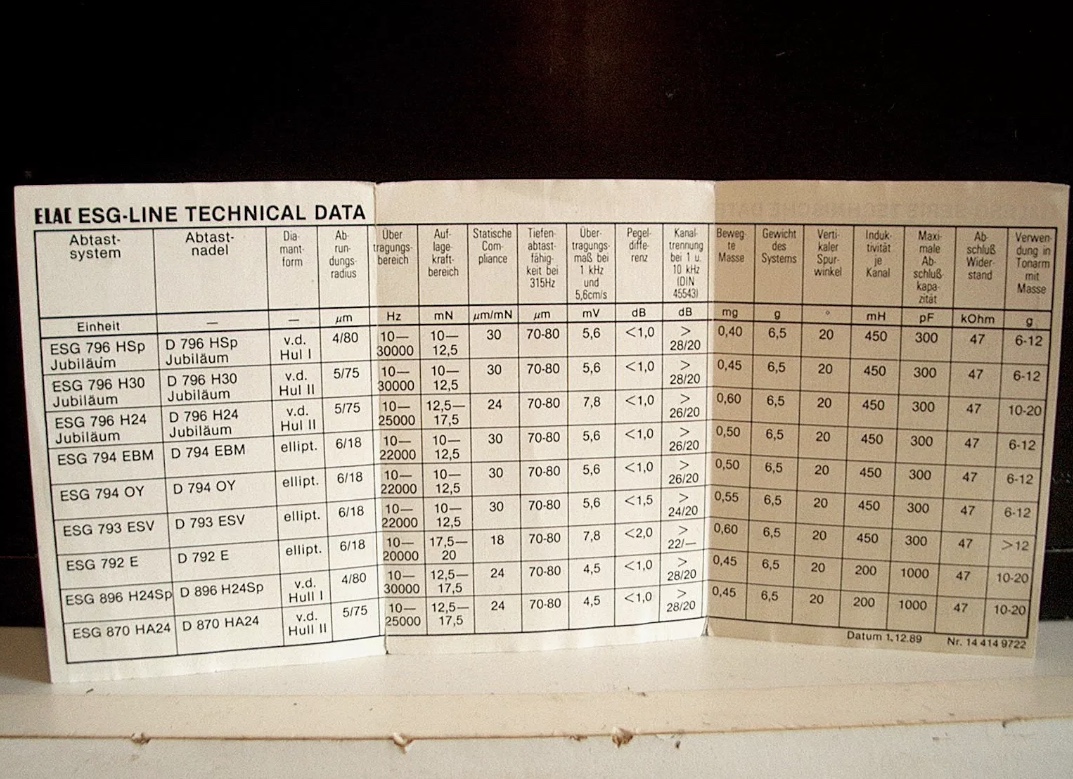 ELAC ESG-LINE TECHNICAL DATA
Abtast-
system
Abtast-
nadel
Dia-
mant-
form
Ab-
run-
dungs-
radius
Über
tragungs-
bereich
Auf-
lage-
kraft-
bereich
Statische
Com-
pliance
Tiefen-
abtast-
fähig-
keit bei
315Hz
Über-
tragungs-
maß bei
1 kHz
und
5,6cm/s
Pegel-
diffe-
renz
Kanal-
trennung
bei 1 u.
10 kHz
(DIN
45543)
Beweg-
te
Masse
Gewicht
des
Systems
Verti-
kaler
Spur-
winkel
Induk-
tivität
je
Kanal
Maxi-
male
Ab-
schluß-
kapa-
zität
Ab-
schluß
Wider-
stand
Verwen-
dung in
Tonarm
mit
Masse
Einheit — — µm Hz mN µm/mN µm mV dB dB mg g ° mH pF kOhm g
ESG 796 HSp Jubiläum D 796 HSp Jubiläum v.d. Hul I 4/80 10—30000 10—12,5 30 70-80 5,6 <1,0 >28/20 0,40 6,5 20 450 300 47 6-12
ESG 796 H30 Jubiläum D 796 H30 Jubiläum v.d. Hul II 5/75 10—30000 10—12,5 30 70-80 5,6 <1,0 >28/20 0,45 6,5 20 450 300 47 6-12
ESG 796 H24 Jubiläum D 796 H24 Jubiläum v.d. Hul II 5/75 10—25000 12,5—17,5 24 70-80 7,8 <1,0 >26/20 0,60 6,5 20 450 300 47 10-20
ESG 794 EBM D 794 EBM ellipt. 6/18 10—22000 10—12,5 30 70-80 5,6 <1,0 >26/20 0,50 6,5 20 450 300 47 6-12
ESG 794 OY D 794 OY ellipt. 6/18 10—22000 10—12,5 30 70-80 5,6 <1,0 >26/20 0,50 6,5 20 450 300 47 6-12
ESG 793 ESV D 793 ESV ellipt. 6/18 10—22000 10—12,5 30 70-80 5,6 <1,5 >24/20 0,55 6,5 20 450 300 47 6-12
ESG 792 E D 792 E ellipt. 6/18 10—20000 17,5—20 18 70-80 7,8 <2,0 >22/— 0,60 6,5 20 450 300 47 >12
ESG 896 H24Sp D 896 H24Sp v.d. Hull I 4/80 10—30000 12,5—17,5 24 70-80 4,5 <1,0 >28/20 0,45 6,5 20 200 1000 47 10-20
ESG 870 HA24 D 870 HA24 v.d. Hull II 5/75 10—25000 12,5—17,5 24 70-80 4,5 <1,0 >28/20 0,45 6,5 20 200 1000 47 10-20
Datum 1.12.89 Nr. 14 414 9722